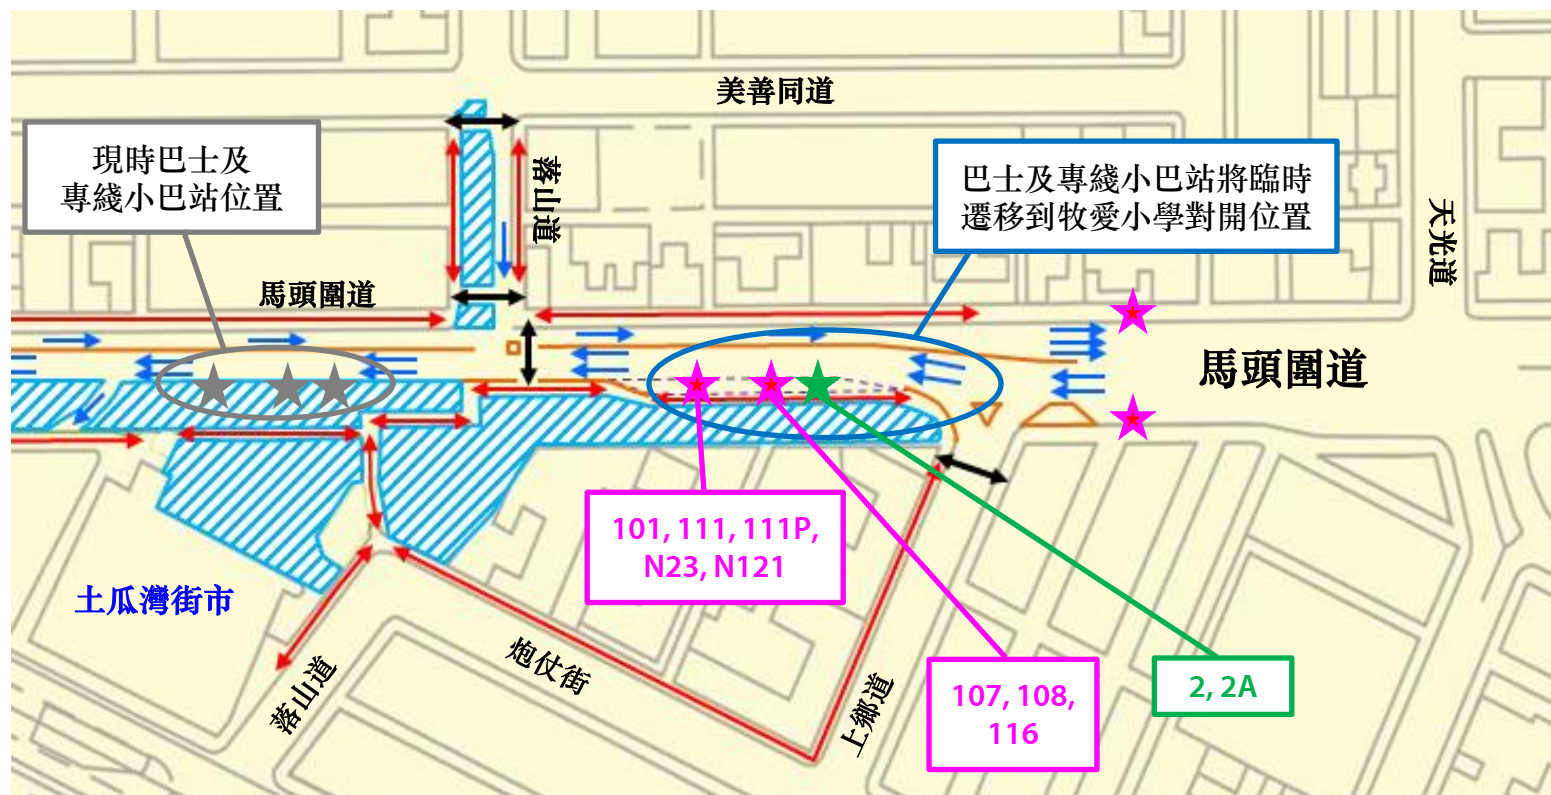 美善同道
現時巴士及
專綫小巴站位置
落山道
巴士及專綫小巴站將臨時
遷移到牧愛小學對開位置
天光道
馬頭圍道
馬頭圍道
101, 111, 111P,
N23, N121
土瓜灣街市
落山道
炮仗街
上鄉道
107, 108,
116
2, 2A